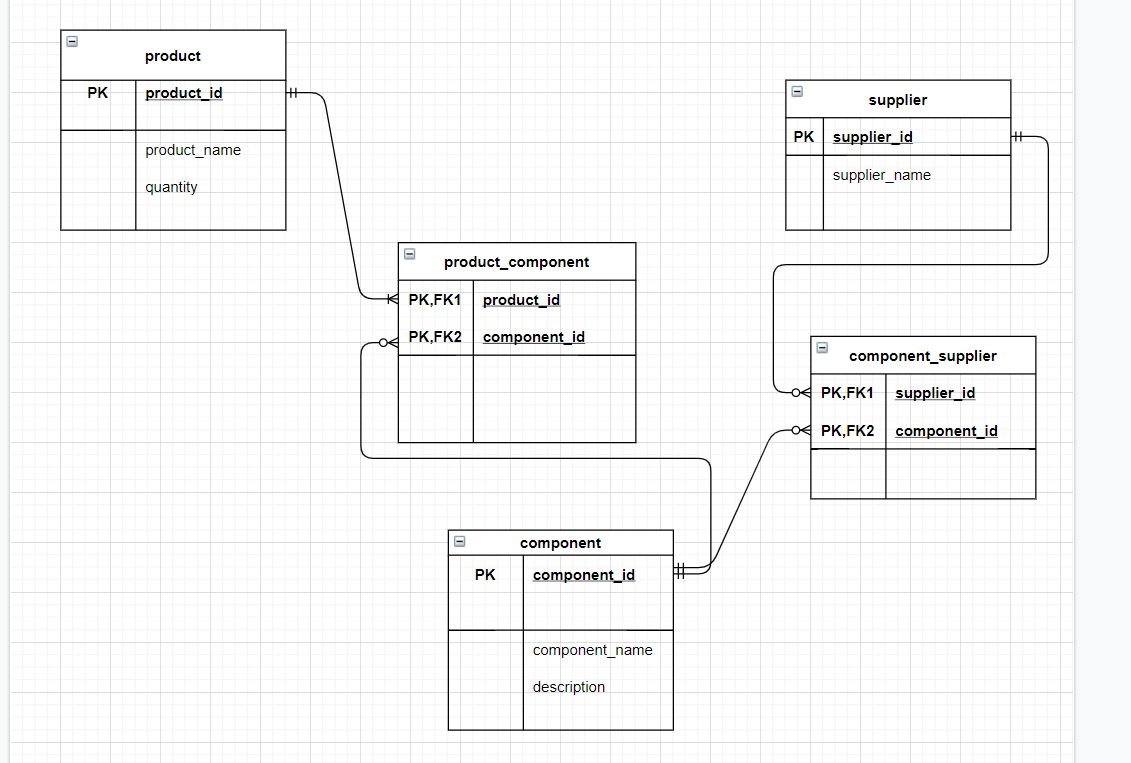 product
PK product_id
product_name
quantity
supplier
PK supplier_id
supplier_name
product_component
PK,FK1 product_id
PK,FK2 component_id
component_supplier
PK,FK1 supplier_id
PK,FK2 component_id
component
PK component_id
component_name
description